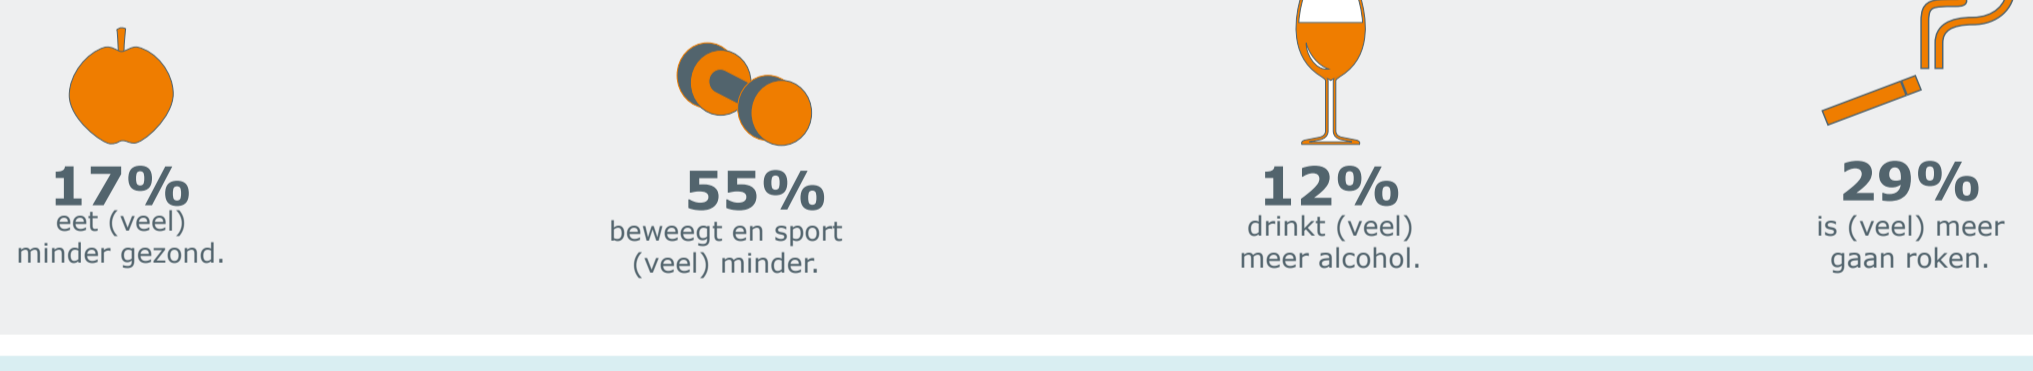 17%
eet (veel)
minder gezond.
55%
beweegt en sport
(veel) minder.
12%
drinkt (veel)
meer alcohol.
29%
is (veel) meer
gaan roken.